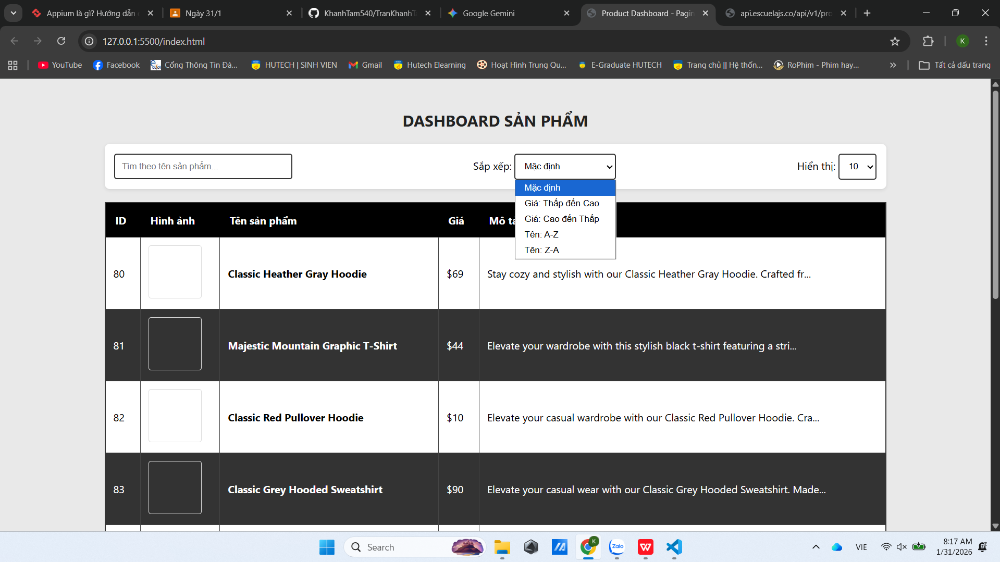 Appium là gì? Hướng dẫn
Ngày 31/1
KhanhTam540/TranKhanhTa
Google Gemini
Product Dashboard - Pagin
api.escuelajs.co/api/v1/pro
127.0.0.1:5500/index.html
K
YouTube
Facebook
Cổng Thông Tin Đà...
HUTECH | SINH VIEN
Gmail
Hutech Elearning
Hoạt Hình Trung Qu...
E-Graduate HUTECH
Trang chủ || Hệ thốn...
RoPhim - Phim hay...
Tất cả dấu trang
DASHBOARD SẢN PHẨM
Tìm theo tên sản phẩm...
Sắp xếp: Mặc định
Hiển thị: 10
Mặc định
Giá: Thấp đến Cao
Giá: Cao đến Thấp
Tên: A-Z
Tên: Z-A
ID Hình ảnh Tên sản phẩm Giá Mô tả
80 Classic Heather Gray Hoodie $69 Stay cozy and stylish with our Classic Heather Gray Hoodie. Crafted fr...
81 Majestic Mountain Graphic T-Shirt $44 Elevate your wardrobe with this stylish black t-shirt featuring a stri...
82 Classic Red Pullover Hoodie $10 Elevate your casual wardrobe with our Classic Red Pullover Hoodie. Cra...
83 Classic Grey Hooded Sweatshirt $90 Elevate your casual wear with our Classic Grey Hooded Sweatshirt. Made...
Search
K
Zalo
VIE
8:17 AM
1/31/2026